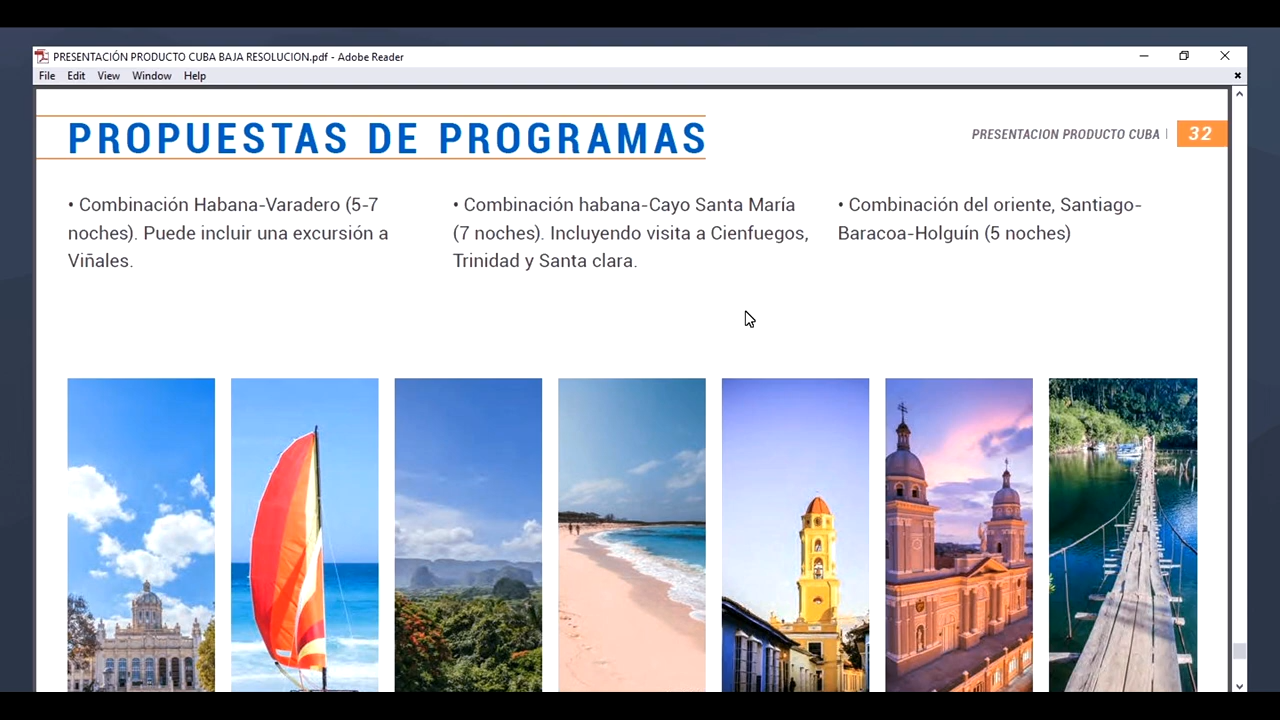 PRESENTACIÓN PRODUCTO CUBA BAJA RESOLUCION.pdf - Adobe Reader
File Edit View Window Help
PROPUESTAS DE PROGRAMAS
PRESENTACION PRODUCTO CUBA | 32
• Combinación Habana-Varadero (5-7
noches). Puede incluir una excursión a
Viñales.
• Combinación habana-Cayo Santa María
(7 noches). Incluyendo visita a Cienfuegos,
Trinidad y Santa clara.
• Combinación del oriente, Santiago-
Baracoa-Holguín (5 noches)